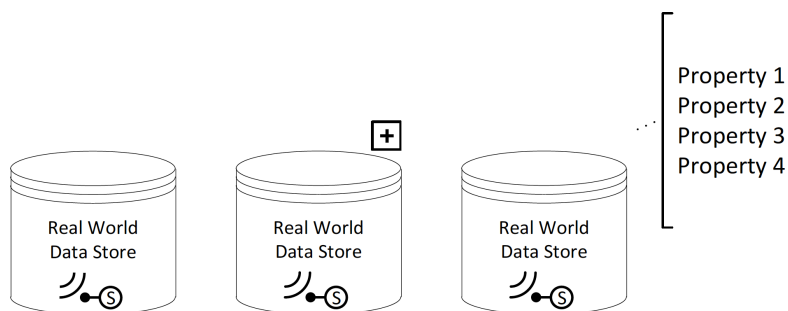 Real World
Data Store
S
+
Real World
Data Store
S
Real World
Data Store
S
Property 1
Property 2
Property 3
Property 4